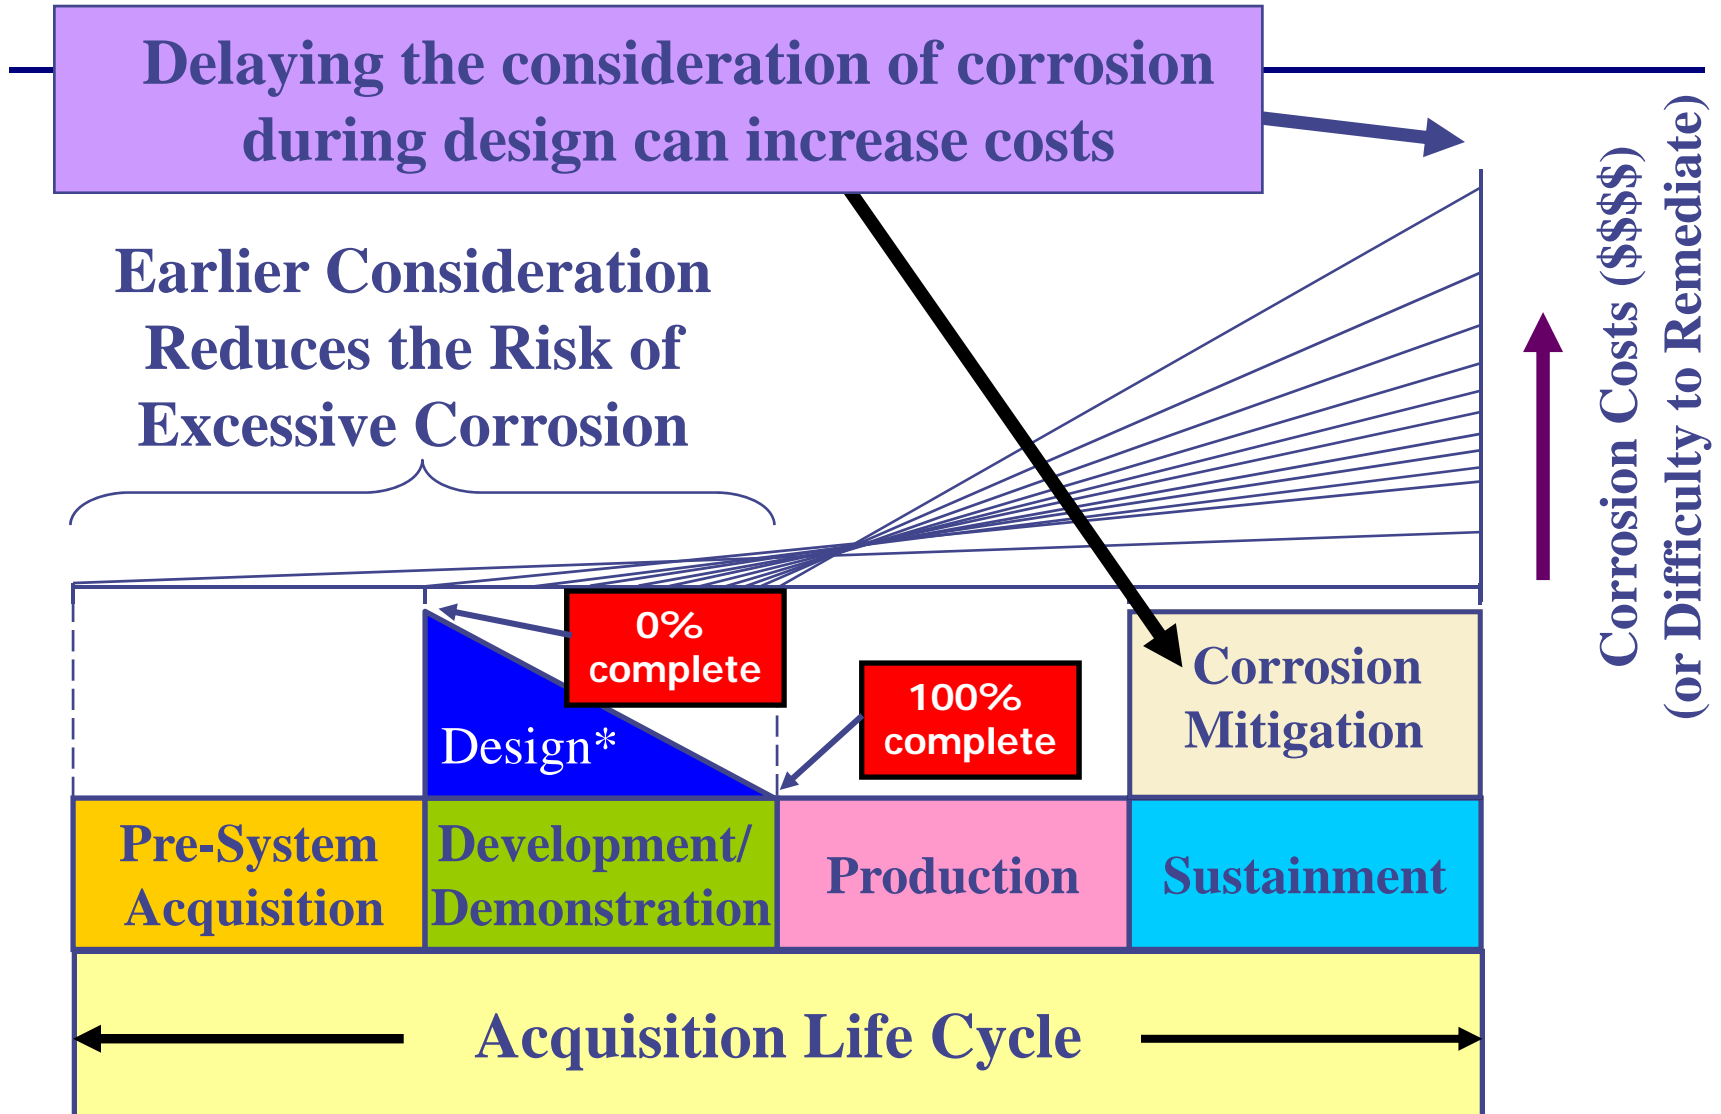 Delaying the consideration of corrosion
during design can increase costs
Earlier Consideration
Reduces the Risk of
Excessive Corrosion
Corrosion Costs ($$$$)
(or Difficulty to Remediate)
0%
complete
100%
complete
Design*
Corrosion
Mitigation
Pre-System
Acquisition
Development/
Demonstration
Production
Sustainment
Acquisition Life Cycle